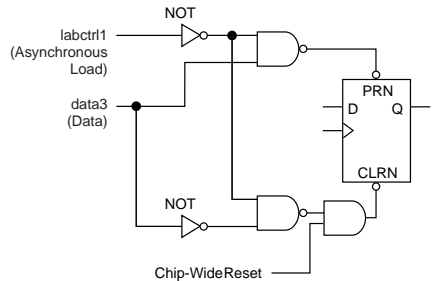 NOT
labctrl1
(Asynchronous
Load)
PRN
D Q
data3
(Data)
CLRN
NOT
Chip-WideReset